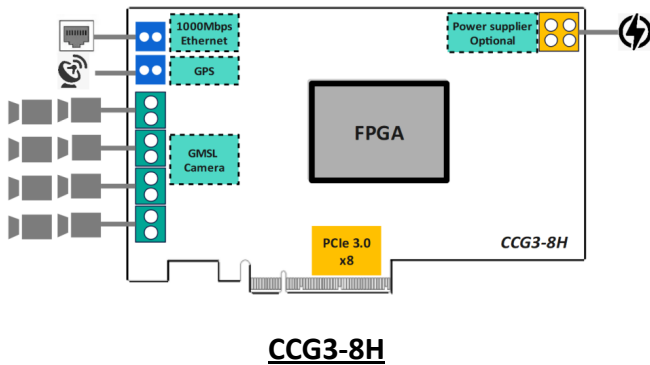 1000Mbps
Ethernet
Power supplier
Optional
GPS
GMSL
Camera
FPGA
PCIe 3.0
x8
CCG3-8H
CCG3-8H